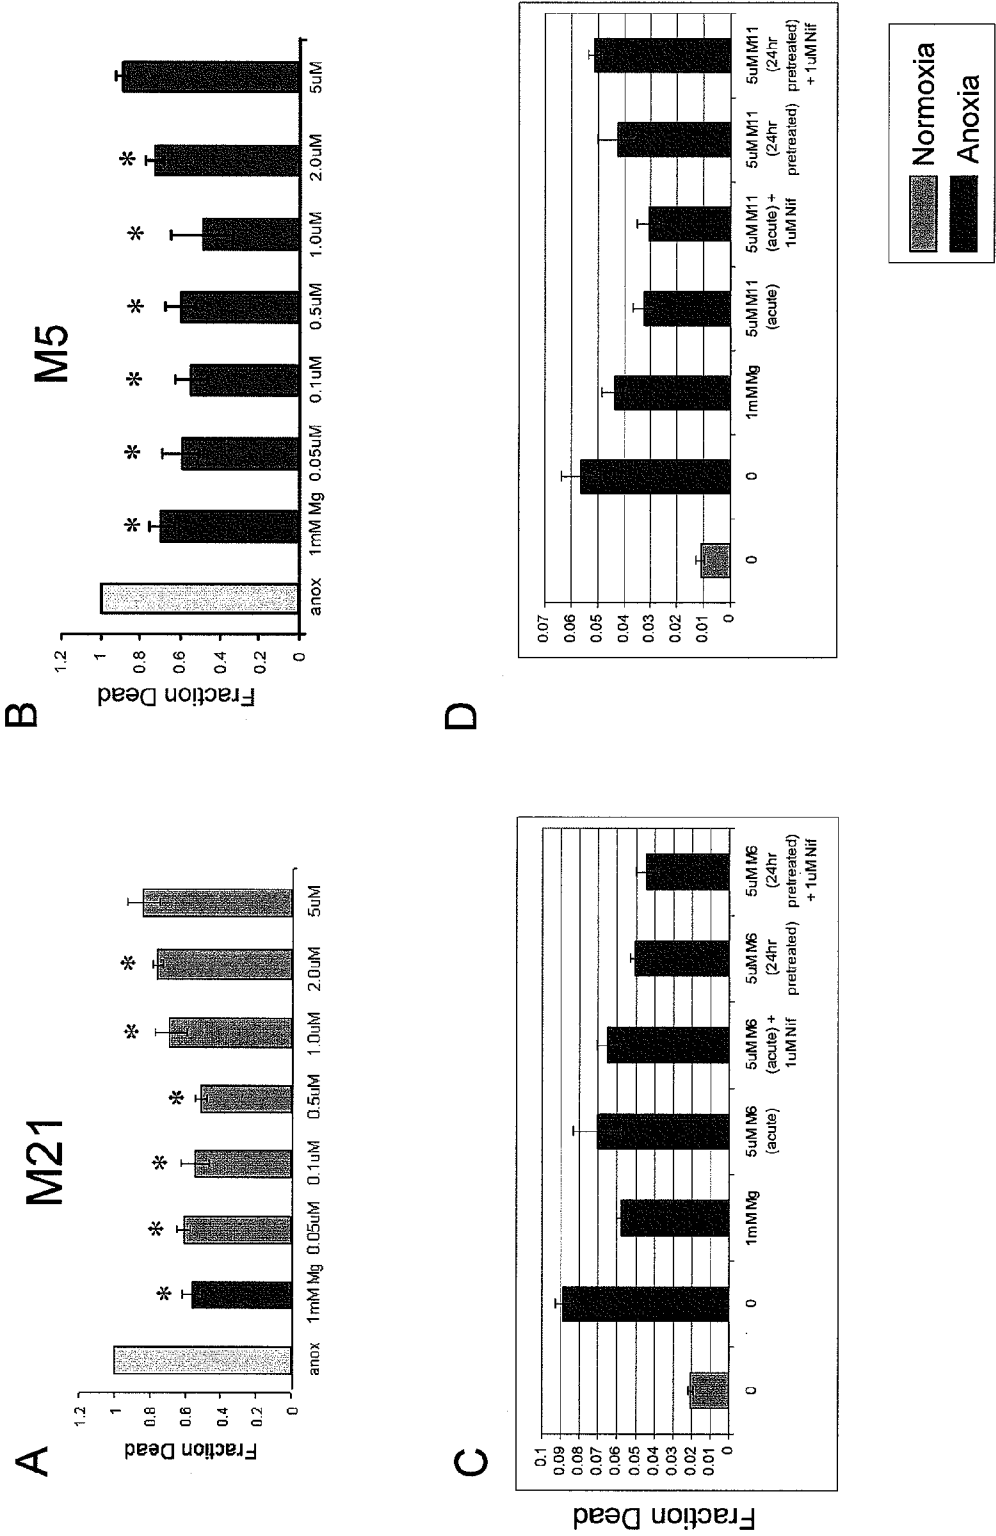 A
M21
Fraction Dead
1.2
1
0.8
0.6
0.4
0.2
0
anox
1mM Mg
0.05uM
0.1uM
0.5uM
1.0uM
2.0uM
5uM
*
*
*
*
*
*
B
M5
Fraction Dead
1.2
1
0.8
0.6
0.4
0.2
0
anox
1mM Mg
0.05uM
0.1uM
0.5uM
1.0uM
2.0uM
5uM
*
*
*
*
*
*
C
Fraction Dead
0.1
0.09
0.08
0.07
0.06
0.05
0.04
0.03
0.02
0.01
0
0
0
1mM Mg
5uM M6
(acute)
5uM M6
(acute) +
1uM Nif
5uM M6
(24hr
pretreated)
5uM M6
(24hr
pretreated)
+ 1uM Nif
D
0.07
0.06
0.05
0.04
0.03
0.02
0.01
0
0
0
1mM Mg
5uM M11
(acute)
5uM M11
(acute) +
1uM Nif
5uM M11
(24hr
pretreated)
5uM M11
(24hr
pretreated)
+ 1uM Nif
Normoxia
Anoxia